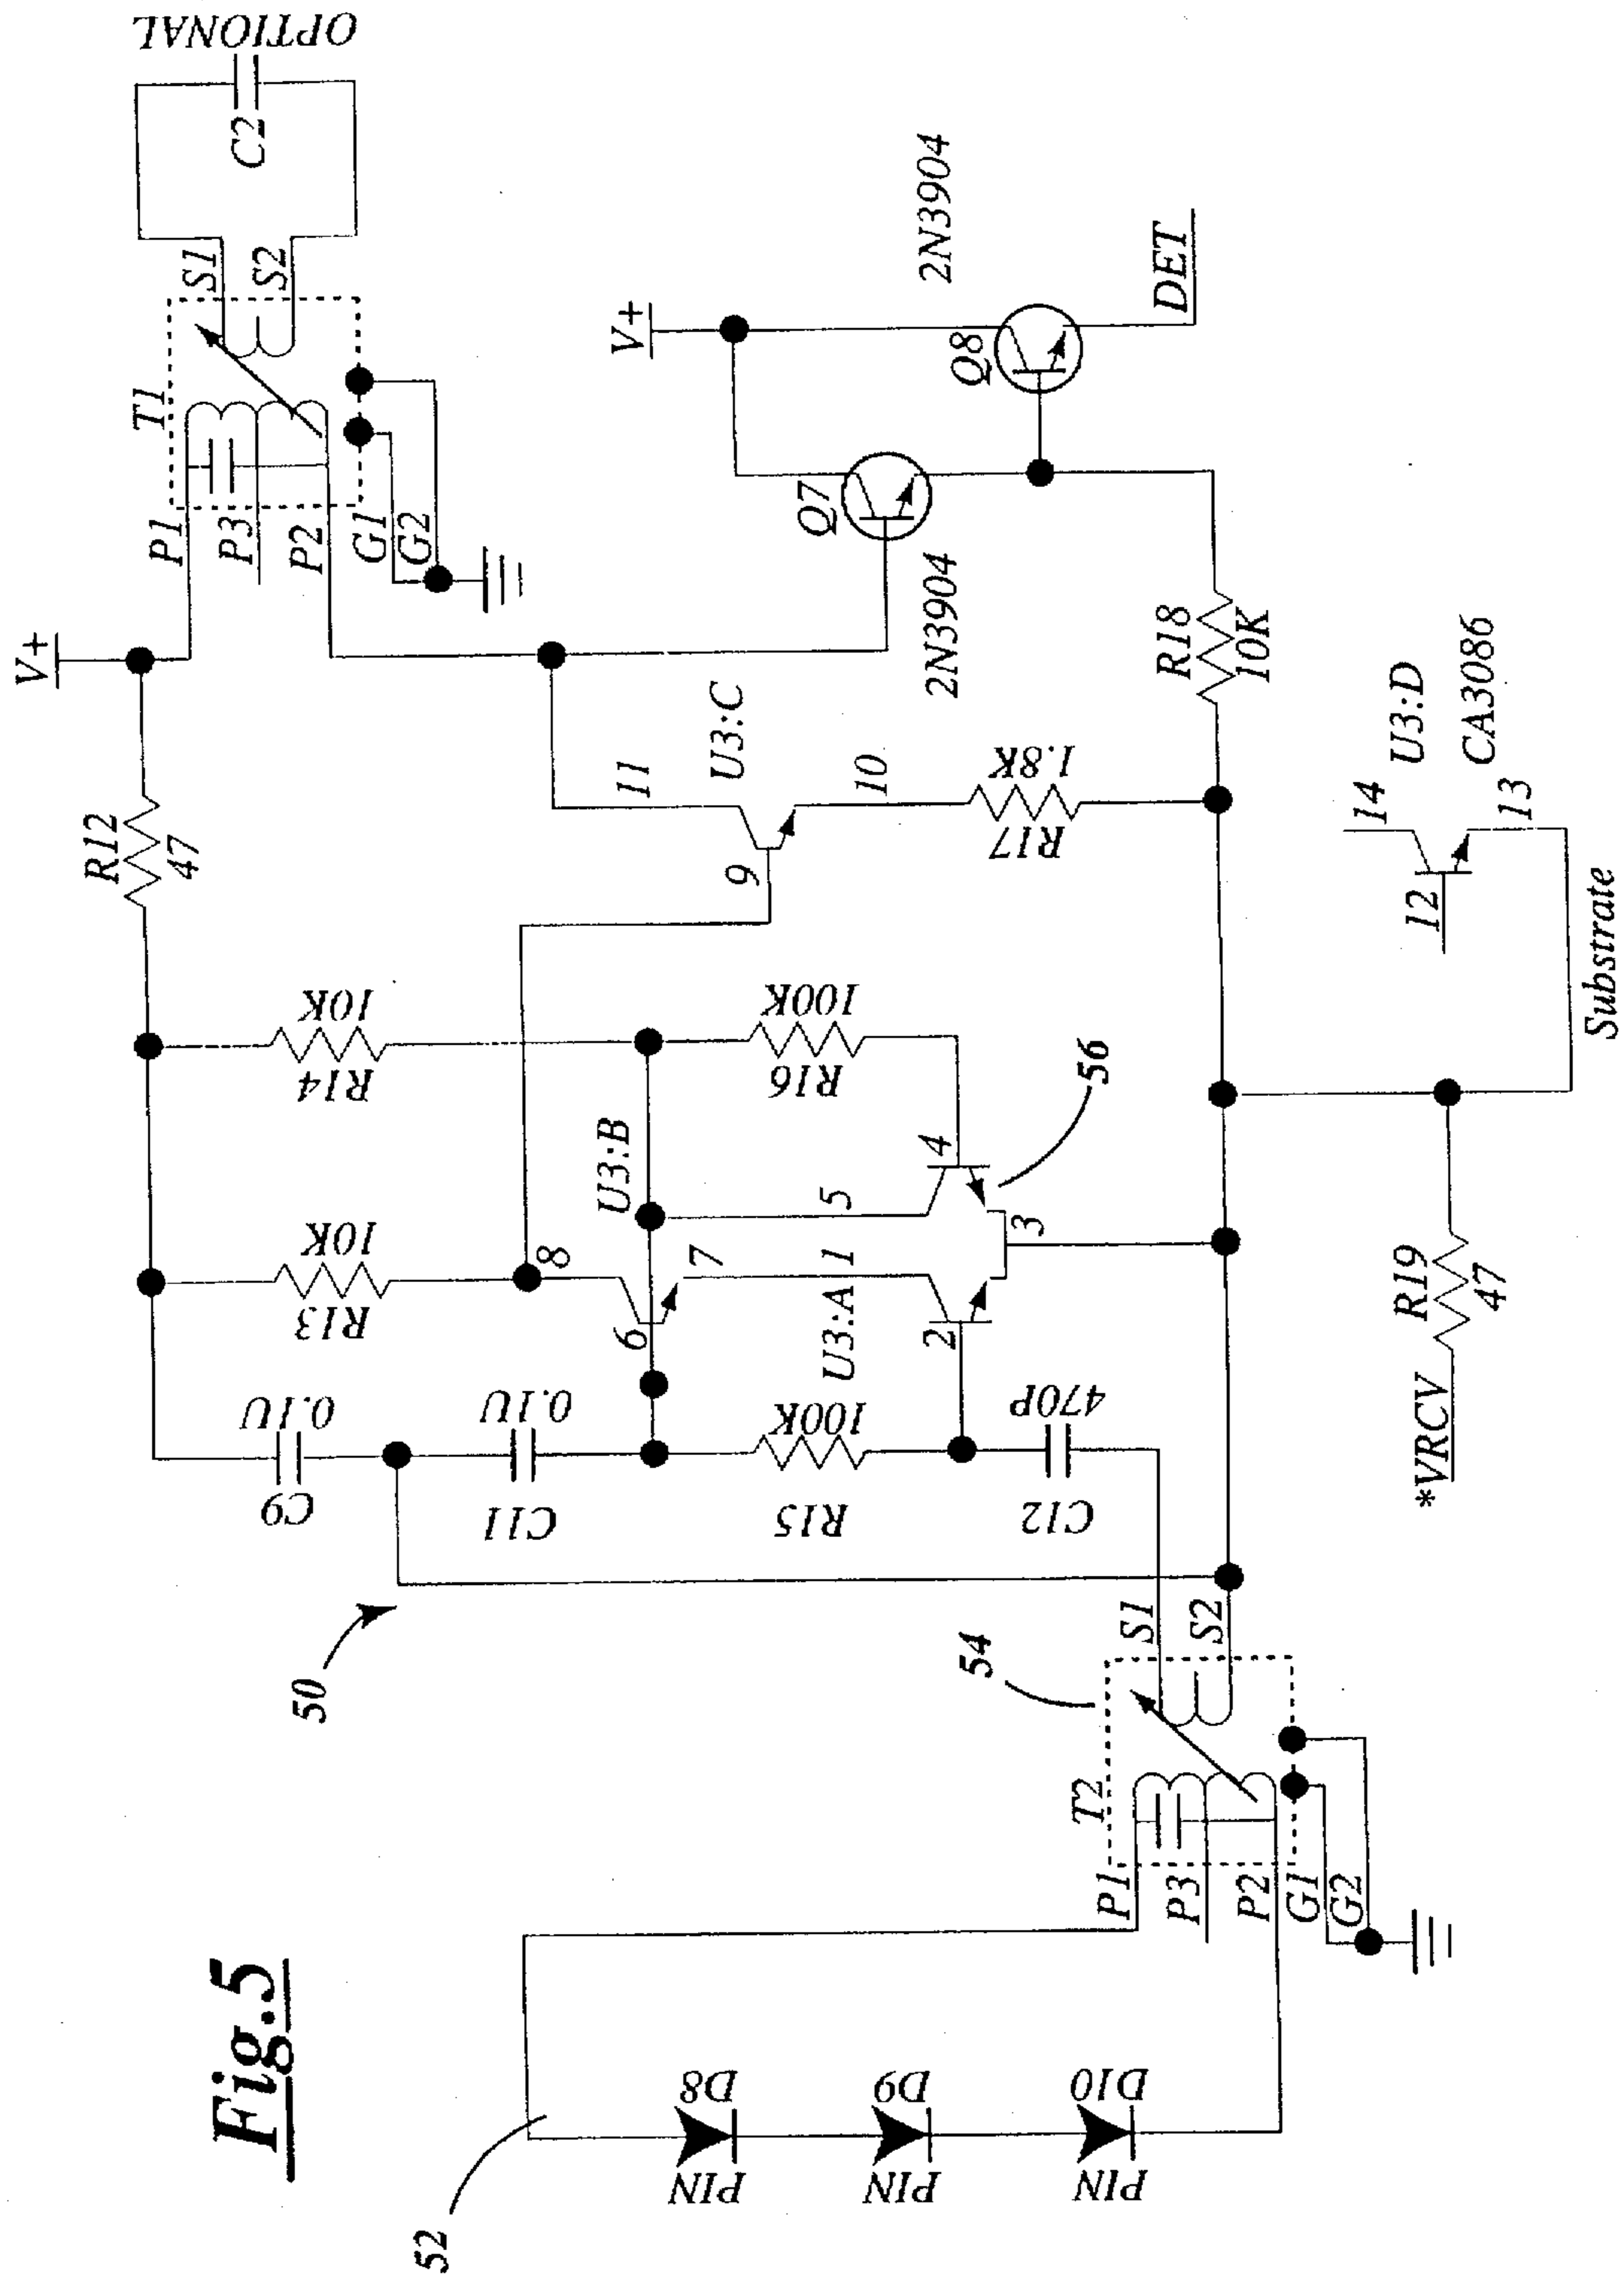 Fig.5
50
52
54
56
V+
R12
47
T1
P1
P3
P2
G1
G2
S1
S2
C2
OPTIONAL
C9
0.1U
R13
10K
R14
10K
C11
0.1U
8
6
7
U3:B
R16
100K
9
11
U3:C
10
R17
1.8K
V+
Q7
2N3904
Q8
2N3904
DET
R18
10K
R15
100K
U3:A
1
5
2
4
3
C12
470P
PIN
D8
PIN
D9
PIN
D10
T2
P1
P3
P2
G1
G2
S1
S2
*VRCV
R19
47
12
14
13
U3:D
CA3086
Substrate